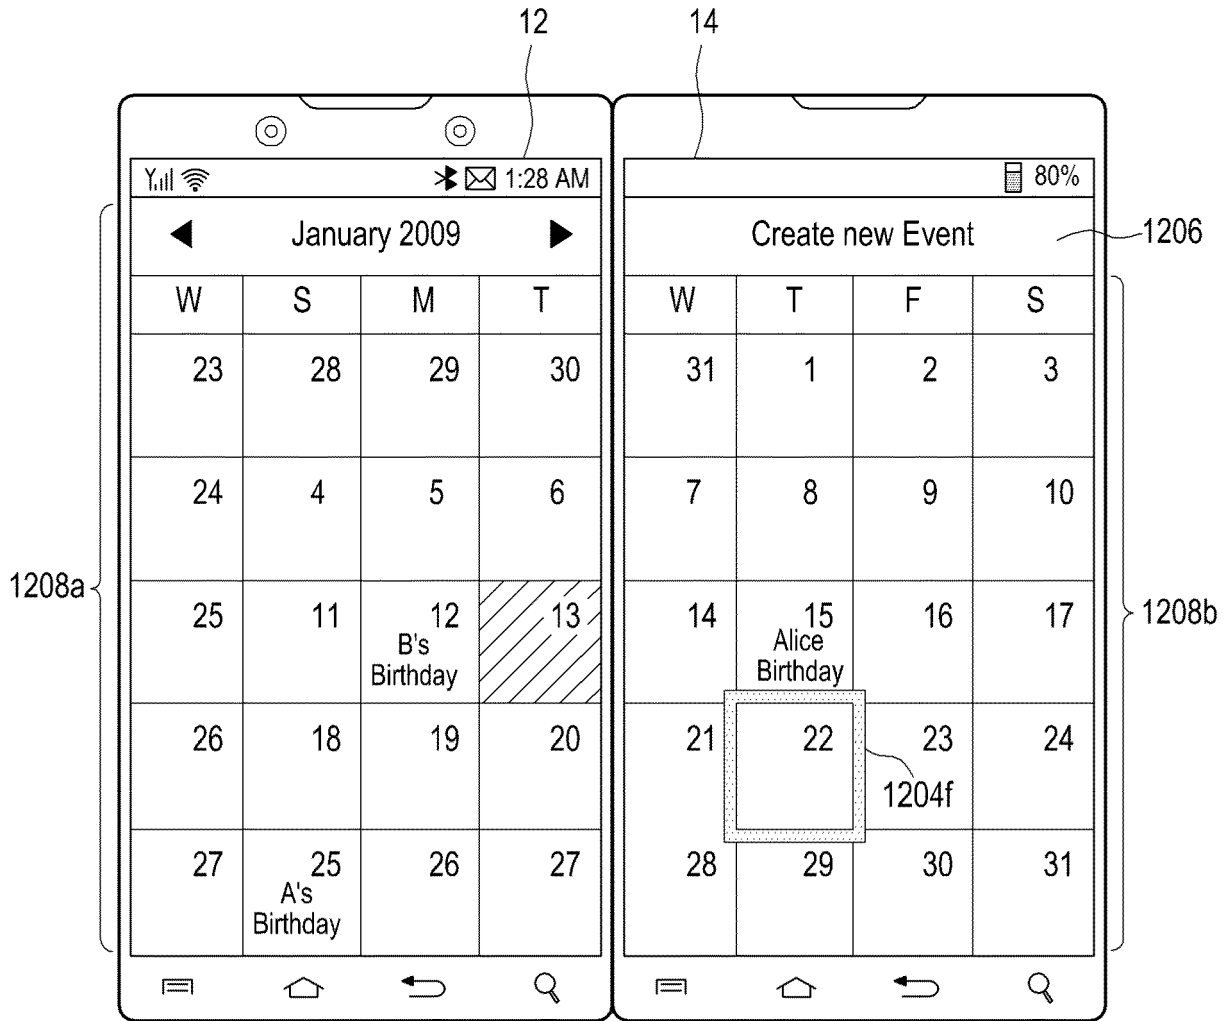 12
14
1:28 AM
80%
January 2009
Create new Event
1206
W S M T W T F S
23 28 29 30 31 1 2 3
24 4 5 6 7 8 9 10
1208a
25 11 12 13 14 15 16 17
1208b
B's
Birthday
Alice
Birthday
26 18 19 20 21 22 23 24
1204f
27 25 26 27 28 29 30 31
A's
Birthday